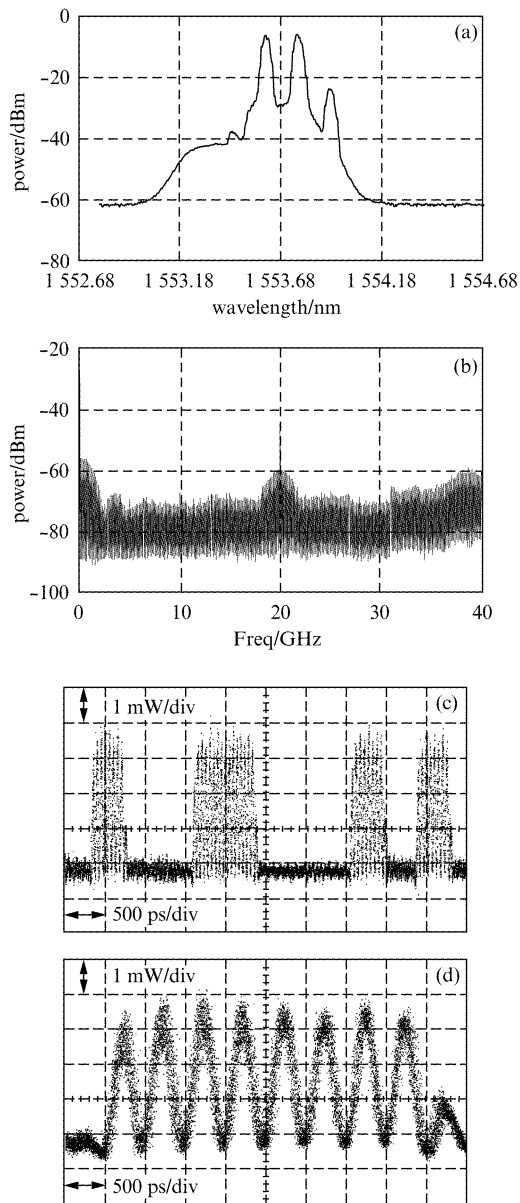 (a)
power/dBm
0
-20
-40
-60
-80
1 552.68 1 553.18 1 553.68 1 554.18 1 554.68
wavelength/nm
(b)
power/dBm
-20
-40
-60
-80
-100
0 10 20 30 40
Freq/GHz
1 mW/div (c)
500 ps/div
1 mW/div (d)
500 ps/div